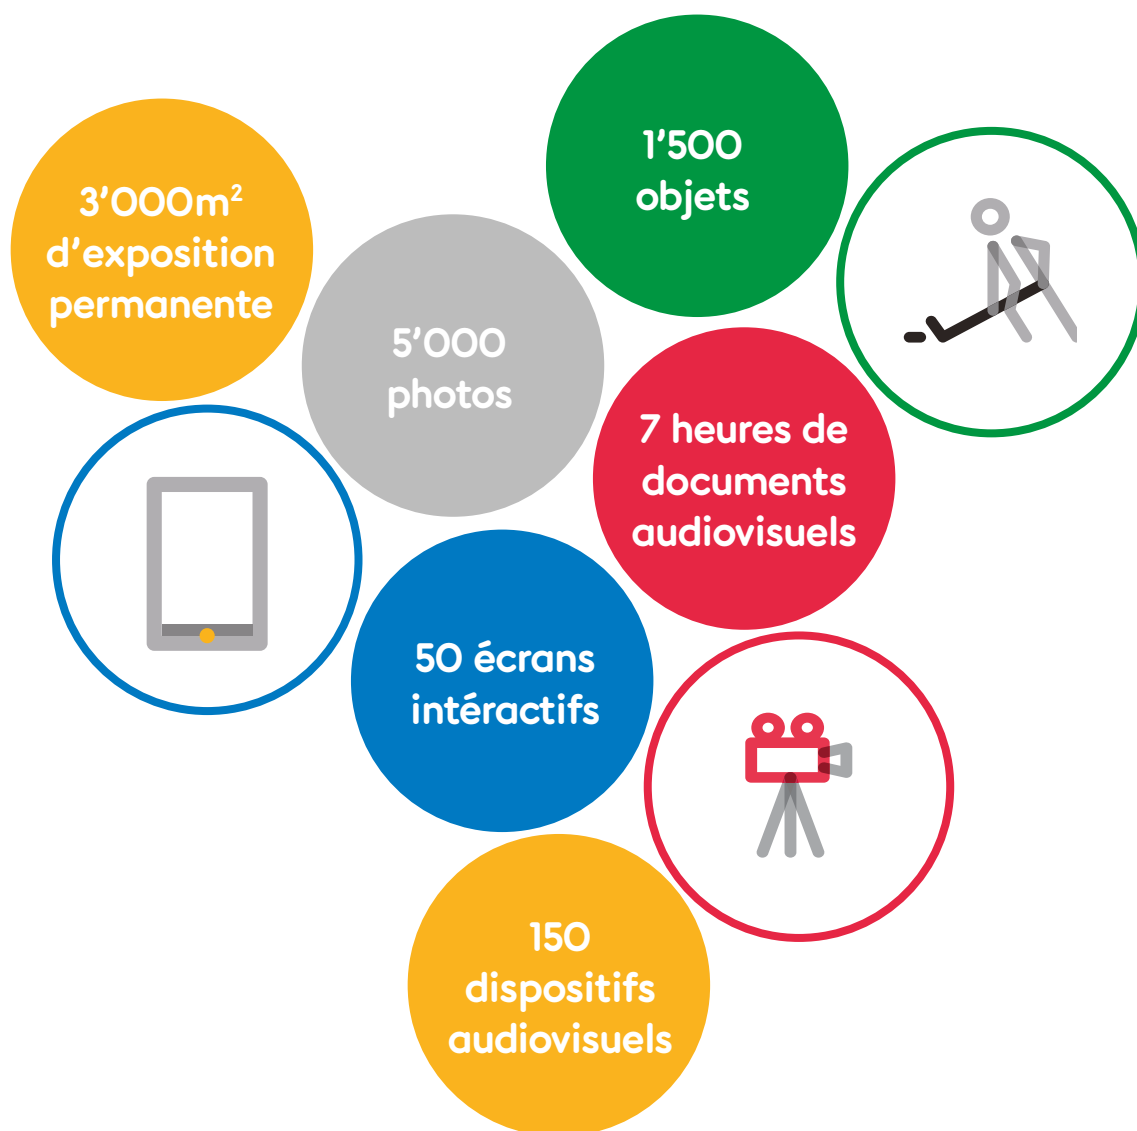 3’000m²
d’exposition
permanente
1’500
objets
5’000
photos
7 heures de
documents
audiovisuels
50 écrans
intéractifs
150
dispositifs
audiovisuels